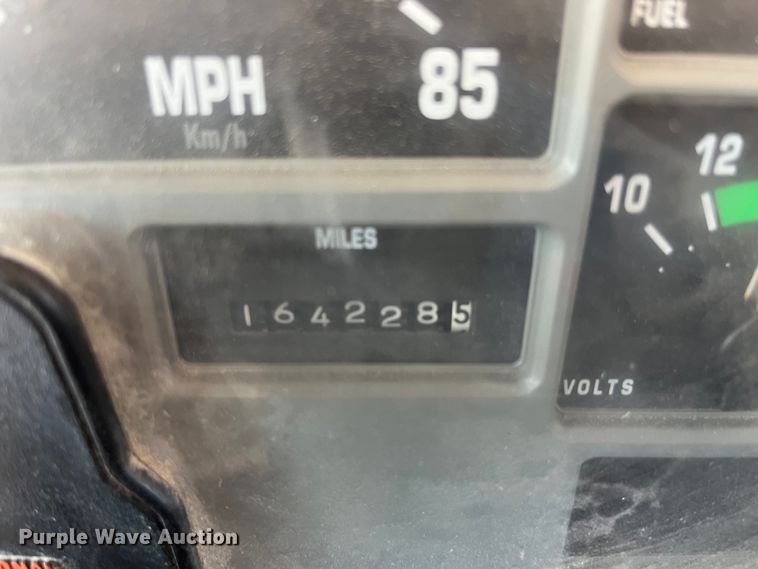 FUEL
MPH
Km/h
85
12
10
MILES
1642285
VOLTS
Purple Wave Auction